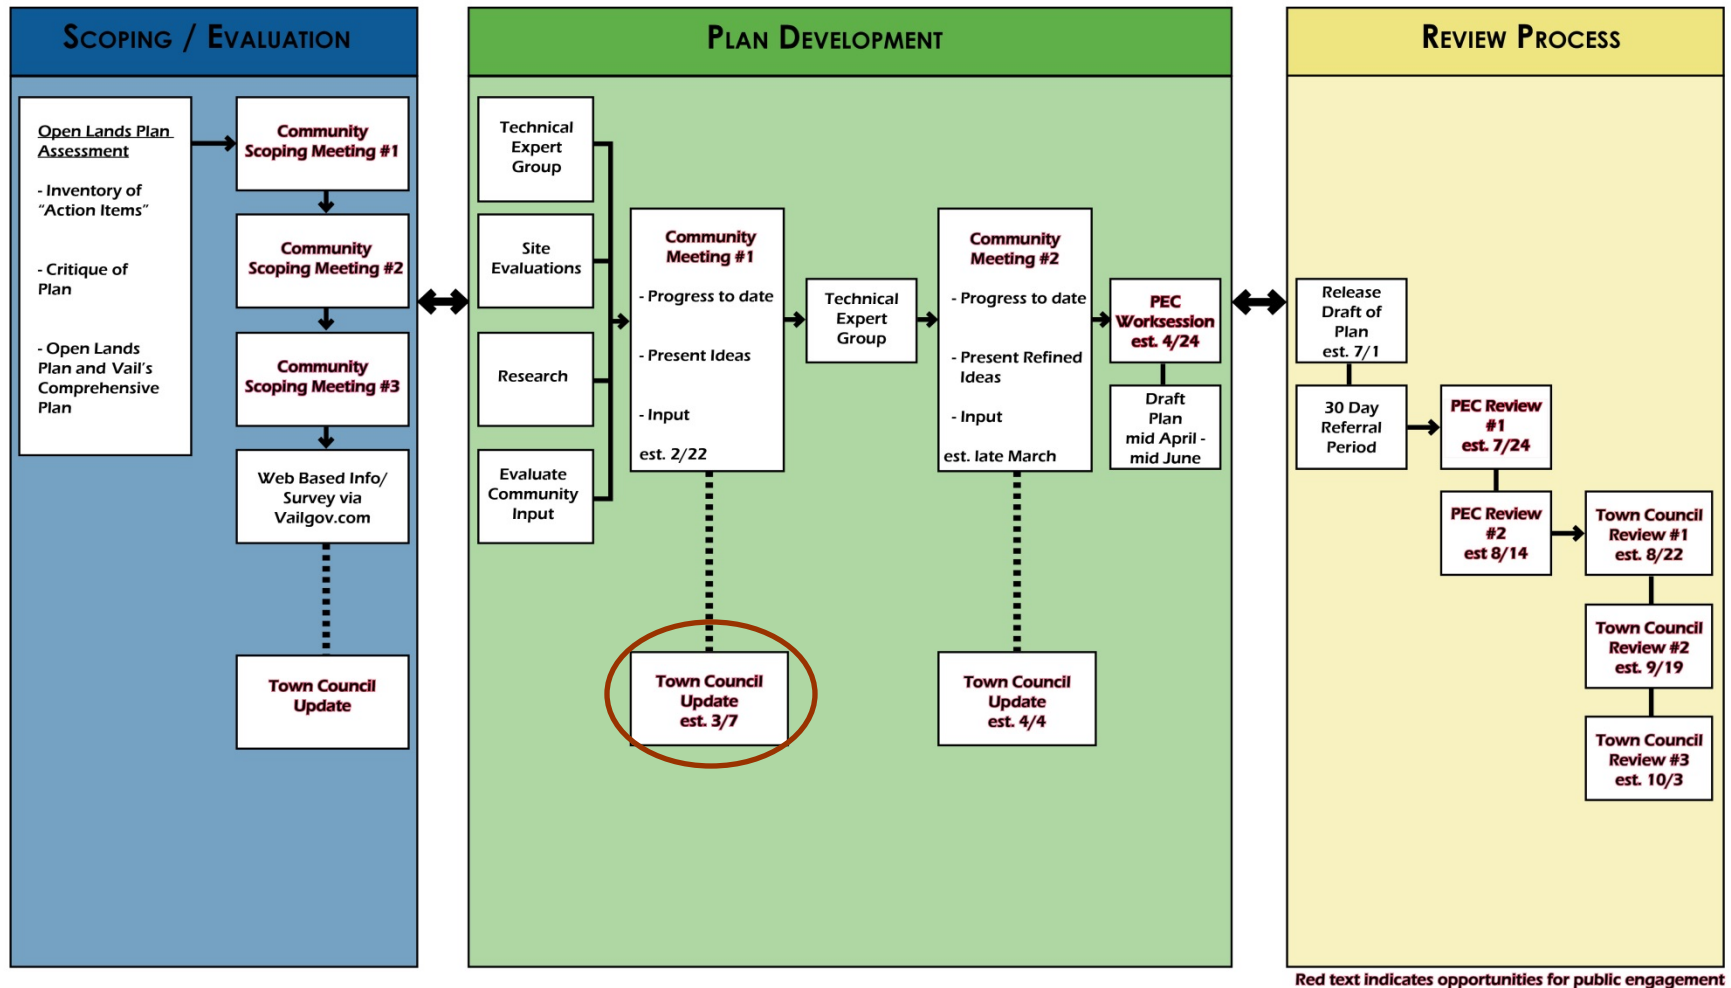 SCOPING / EVALUATION
Open Lands Plan
Assessment
- Inventory of
"Action Items"
- Critique of
Plan
- Open Lands
Plan and Vail's
Comprehensive
Plan
Community
Scoping Meeting #1
Community
Scoping Meeting #2
Community
Scoping Meeting #3
Web Based Info/
Survey via
Vailgov.com
Town Council
Update
PLAN DEVELOPMENT
Technical
Expert
Group
Site
Evaluations
Research
Evaluate
Community
Input
Community
Meeting #1
- Progress to date
- Present Ideas
- Input
est. 2/22
Town Council
Update
est. 3/7
Technical
Expert
Group
Community
Meeting #2
- Progress to date
- Present Refined
Ideas
- Input
est. late March
Town Council
Update
est. 4/4
PEC
Worksession
est. 4/24
Draft
Plan
mid April -
mid June
REVIEW PROCESS
Release
Draft of
Plan
est. 7/1
30 Day
Referral
Period
PEC Review
#1
est. 7/24
PEC Review
#2
est 8/14
Town Council
Review #1
est. 8/22
Town Council
Review #2
est. 9/19
Town Council
Review #3
est. 10/3
Red text indicates opportunities for public engagement